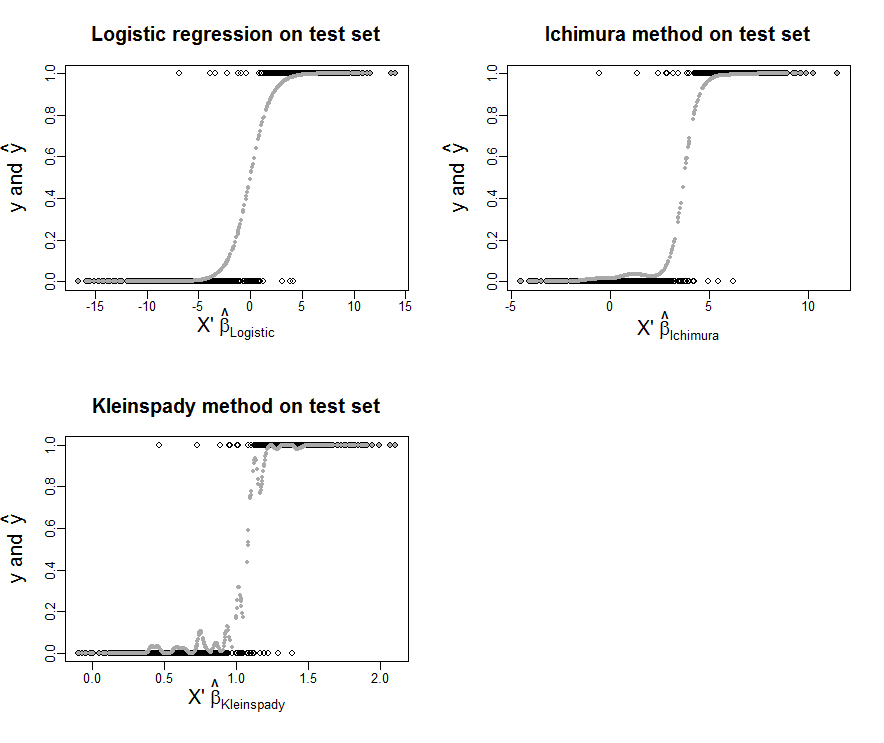 Logistic regression on test set
y and ŷ
1.0
0.8
0.6
0.4
0.2
0.0
-15 -10 -5 0 5 10 15
X' β̂Logistic
Ichimura method on test set
y and ŷ
1.0
0.8
0.6
0.4
0.2
0.0
-5 0 5 10
X' β̂Ichimura
Kleinspady method on test set
y and ŷ
1.0
0.8
0.6
0.4
0.2
0.0
0.0 0.5 1.0 1.5 2.0
X' β̂Kleinspady